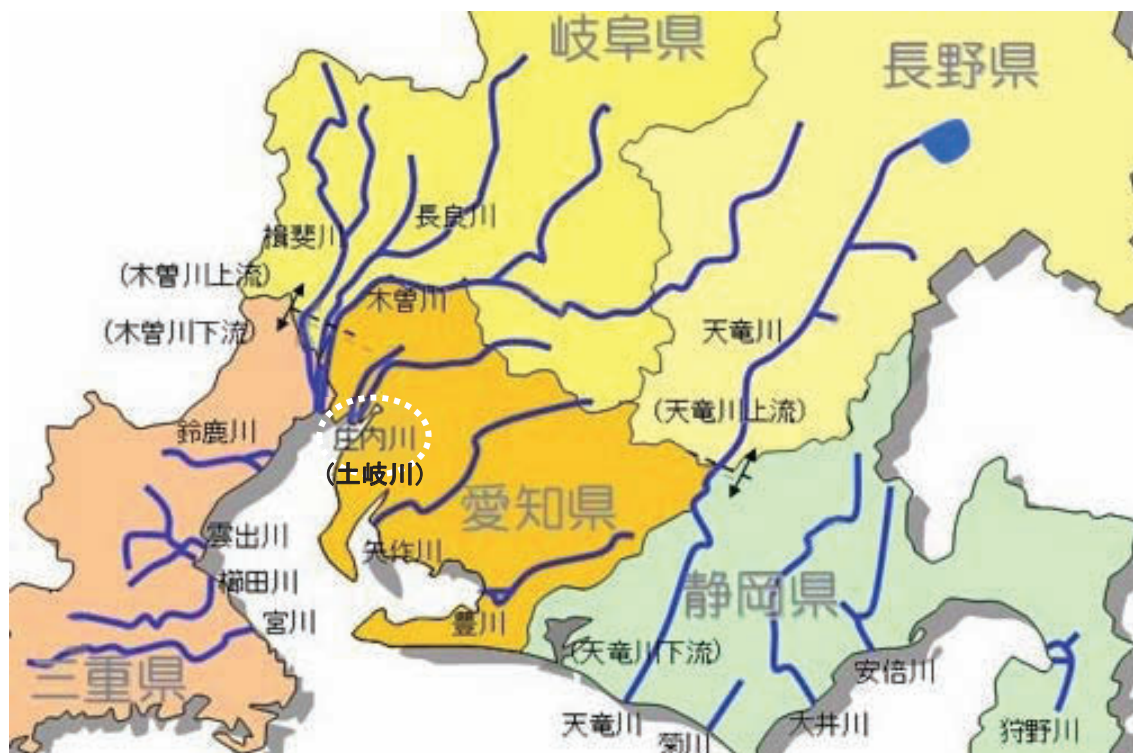 岐阜県
長野県
長良川
揖斐川
(木曽川上流)
木曽川
(木曽川下流)
天竜川
(天竜川上流)
鈴鹿川
庄内川
(土岐川)
愛知県
雲出川
矢作川
櫛田川
静岡県
宮川
豊川
(天竜川下流)
三重県
安倍川
天竜川
大井川
狩野川
菊川